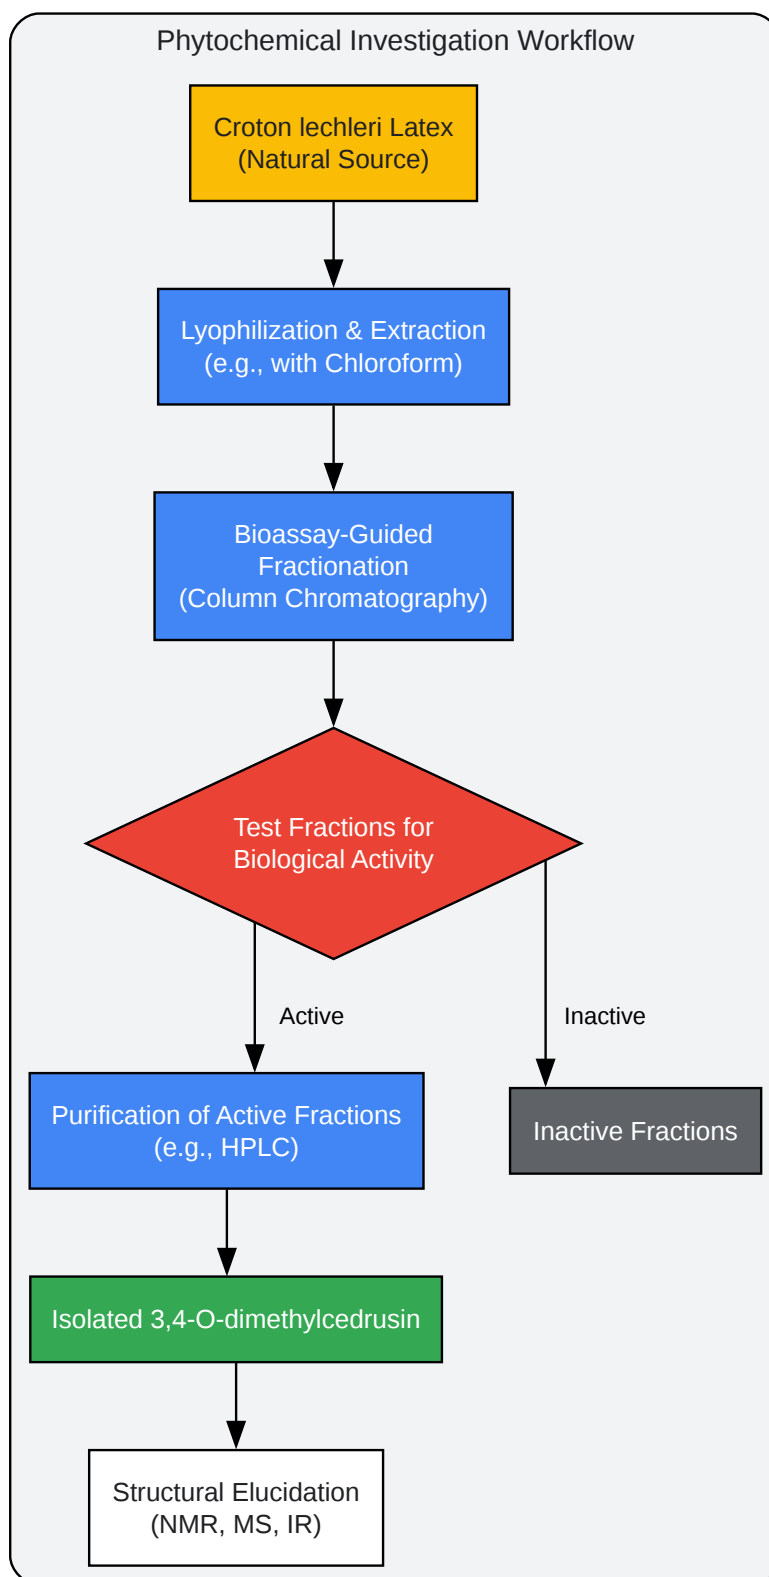 Phytochemical Investigation Workflow
Croton lechleri Latex
(Natural Source)
Lyophilization & Extraction
(e.g., with Chloroform)
Bioassay-Guided
Fractionation
(Column Chromatography)
Test Fractions for
Biological Activity
Active
Inactive
Purification of Active Fractions
(e.g., HPLC)
Inactive Fractions
Isolated 3,4-O-dimethylcedrusin
Structural Elucidation
(NMR, MS, IR)